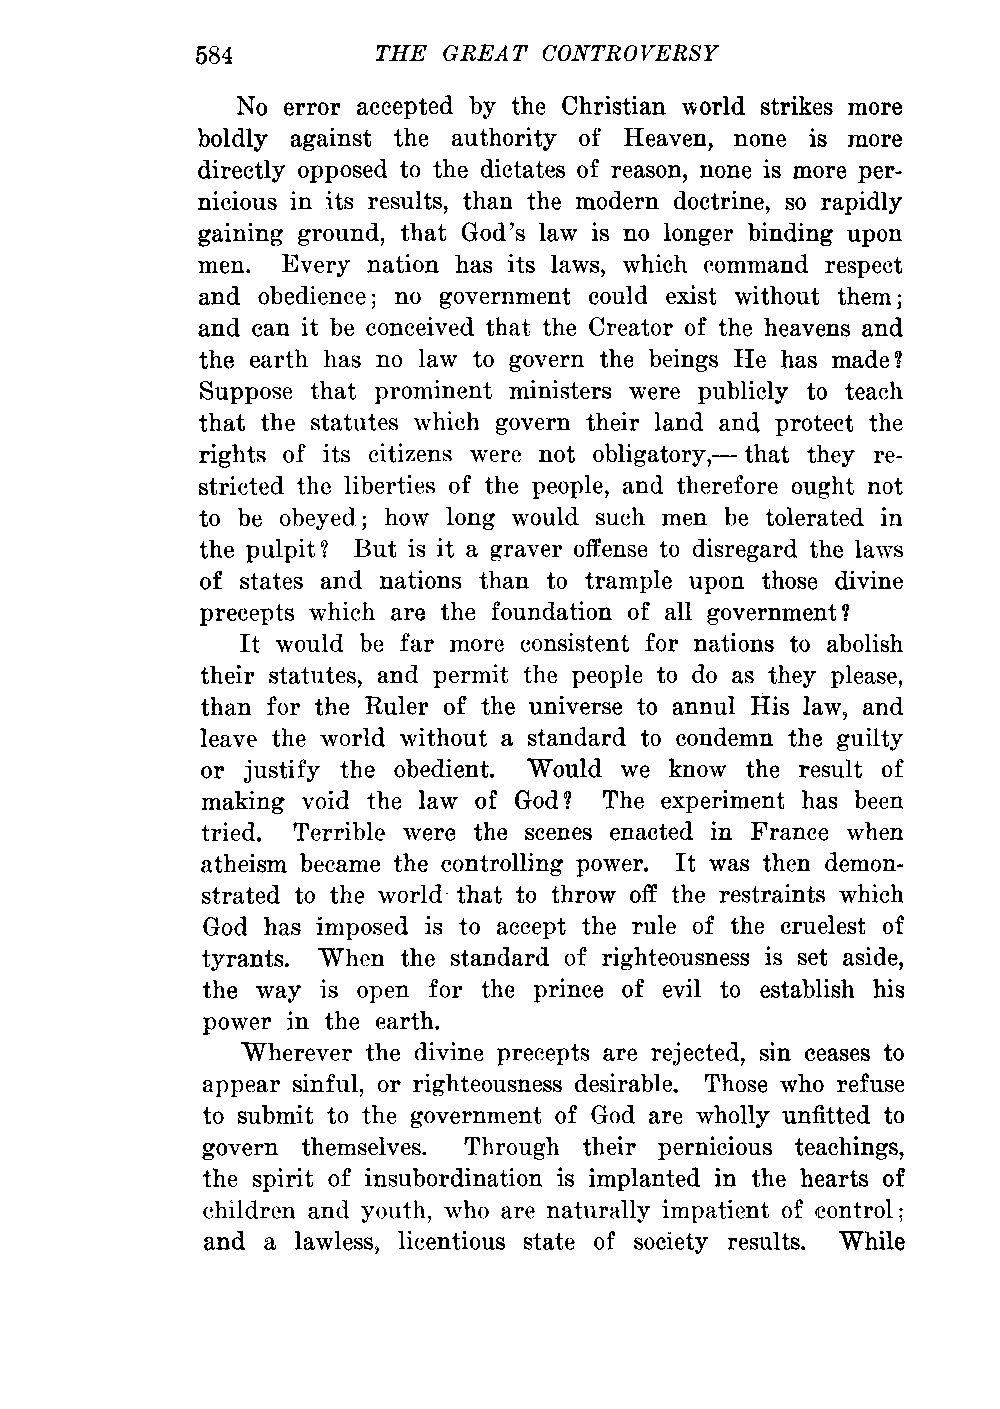 584 THE GREAT CONTROVERSY
No error accepted by the Christian world strikes more
boldly against the authority of Heaven, none is more
directly opposed to the dictates of reason, none is more per-
nicious in its results, than the modern doctrine, so rapidly
gaining ground, that God's law is no longer binding upon
men. Every nation has its laws, which command respect
and obedience; no government could exist without them;
and can it be conceived that the Creator of the heavens and
the earth has no law to govern the beings He has made?
Suppose that prominent ministers were publicly to teach
that the statutes which govern their land and protect the
rights of its citizens were not obligatory,— that they re-
stricted the liberties of the people, and therefore ought not
to be obeyed; how long would such men be tolerated in
the pulpit? But is it a graver offense to disregard the laws
of states and nations than to trample upon those divine
precepts which are the foundation of all government?
It would be far more consistent for nations to abolish
their statutes, and permit the people to do as they please,
than for the Ruler of the universe to annul His law, and
leave the world without a standard to condemn the guilty
or justify the obedient. Would we know the result of
making void the law of God? The experiment has been
tried. Terrible were the scenes enacted in France when
atheism became the controlling power. It was then demon-
strated to the world that to throw off the restraints which
God has imposed is to accept the rule of the cruelest of
tyrants. When the standard of righteousness is set aside,
the way is open for the prince of evil to establish his
power in the earth.
Wherever the divine precepts are rejected, sin ceases to
appear sinful, or righteousness desirable. Those who refuse
to submit to the government of God are wholly unfitted to
govern themselves. Through their pernicious teachings,
the spirit of insubordination is implanted in the hearts of
children and youth, who are naturally impatient of control;
and a lawless, licentious state of society results. While